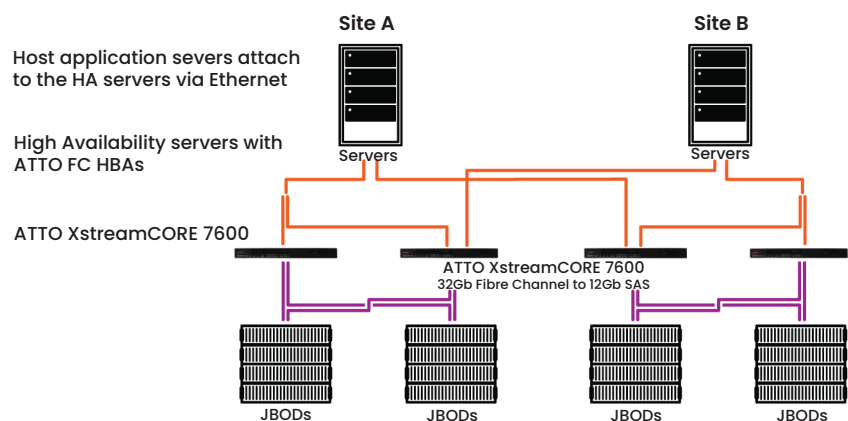 Site A
Site B
Host application severs attach
to the HA servers via Ethernet
High Availability servers with
ATTO FC HBAs
Servers
Servers
ATTO XstreamCORE 7600
ATTO XstreamCORE 7600
32Gb Fibre Channel to 12Gb SAS
JBODs
JBODs
JBODs
JBODs